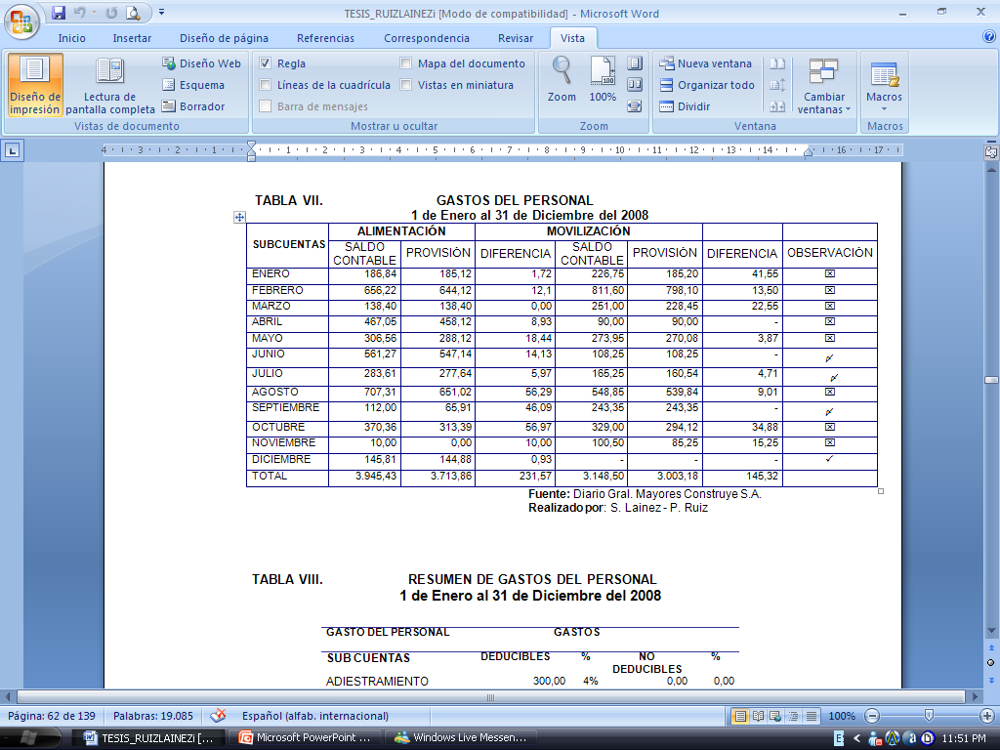 TESIS_RUIZLAINEZi [Modo de compatibilidad] - Microsoft Word
Inicio Insertar Diseño de página Referencias Correspondencia Revisar Vista
Diseño de impresión
Lectura de pantalla completa
Diseño Web
Esquema
Borrador
Vistas de documento
Regla
Líneas de la cuadrícula
Barra de mensajes
Mapa del documento
Vistas en miniatura
Mostrar u ocultar
Zoom
100%
Zoom
Nueva ventana
Organizar todo
Dividir
Cambiar ventanas
Ventana
Macros
Macros
4 3 2 1 1 2 3 4 5 6 7 8 9 10 11 12 13 14 16 17
TABLA VII. GASTOS DEL PERSONAL
1 de Enero al 31 de Diciembre del 2008
SUBCUENTAS ALIMENTACIÓN MOVILIZACIÓN
SALDO CONTABLE PROVISIÓN DIFERENCIA SALDO CONTABLE PROVISIÓN DIFERENCIA OBSERVACIÓN
ENERO 186,84 185,12 1,72 226,75 185,20 41,55 ☒
FEBRERO 656,22 644,12 12,1 811,60 798,10 13,50 ☒
MARZO 138,40 138,40 0,00 251,00 228,45 22,55 ☒
ABRIL 467,05 458,12 8,93 90,00 90,00 - ☒
MAYO 306,56 288,12 18,44 273,95 270,08 3,87 ☒
JUNIO 561,27 547,14 14,13 108,25 108,25 -
JULIO 283,61 277,64 5,97 165,25 160,54 4,71
AGOSTO 707,31 651,02 56,29 548,85 539,84 9,01 ☒
SEPTIEMBRE 112,00 65,91 46,09 243,35 243,35 -
OCTUBRE 370,36 313,39 56,97 329,00 294,12 34,88 ☒
NOVIEMBRE 10,00 0,00 10,00 100,50 85,25 15,25 ☒
DICIEMBRE 145,81 144,88 0,93 - - - ✓
TOTAL 3.945,43 3.713,86 231,57 3.148,50 3.003,18 145,32
Fuente: Diario Gral. Mayores Construye S.A.
Realizado por: S. Lainez - P. Ruiz
TABLA VIII. RESUMEN DE GASTOS DEL PERSONAL
1 de Enero al 31 de Diciembre del 2008
GASTO DEL PERSONAL GASTOS
SUB CUENTAS DEDUCIBLES % NO DEDUCIBLES %
ADIESTRAMIENTO 300,00 4% 0,00 0,00
Página: 62 de 139 Palabras: 19.085 Español (alfab. internacional) 100%
TESIS_RUIZLAINEZi [... Microsoft PowerPoint ... Windows Live Messen... 11:51 PM